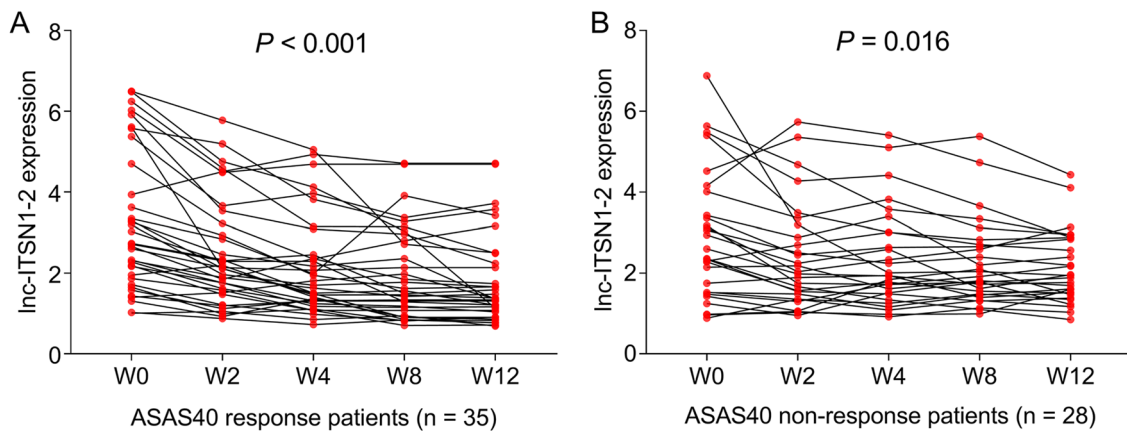 A
P < 0.001
lnc-ITSN1-2 expression
8
6
4
2
0
W0 W2 W4 W8 W12
ASAS40 response patients (n = 35)
B
P = 0.016
lnc-ITSN1-2 expression
8
6
4
2
0
W0 W2 W4 W8 W12
ASAS40 non-response patients (n = 28)